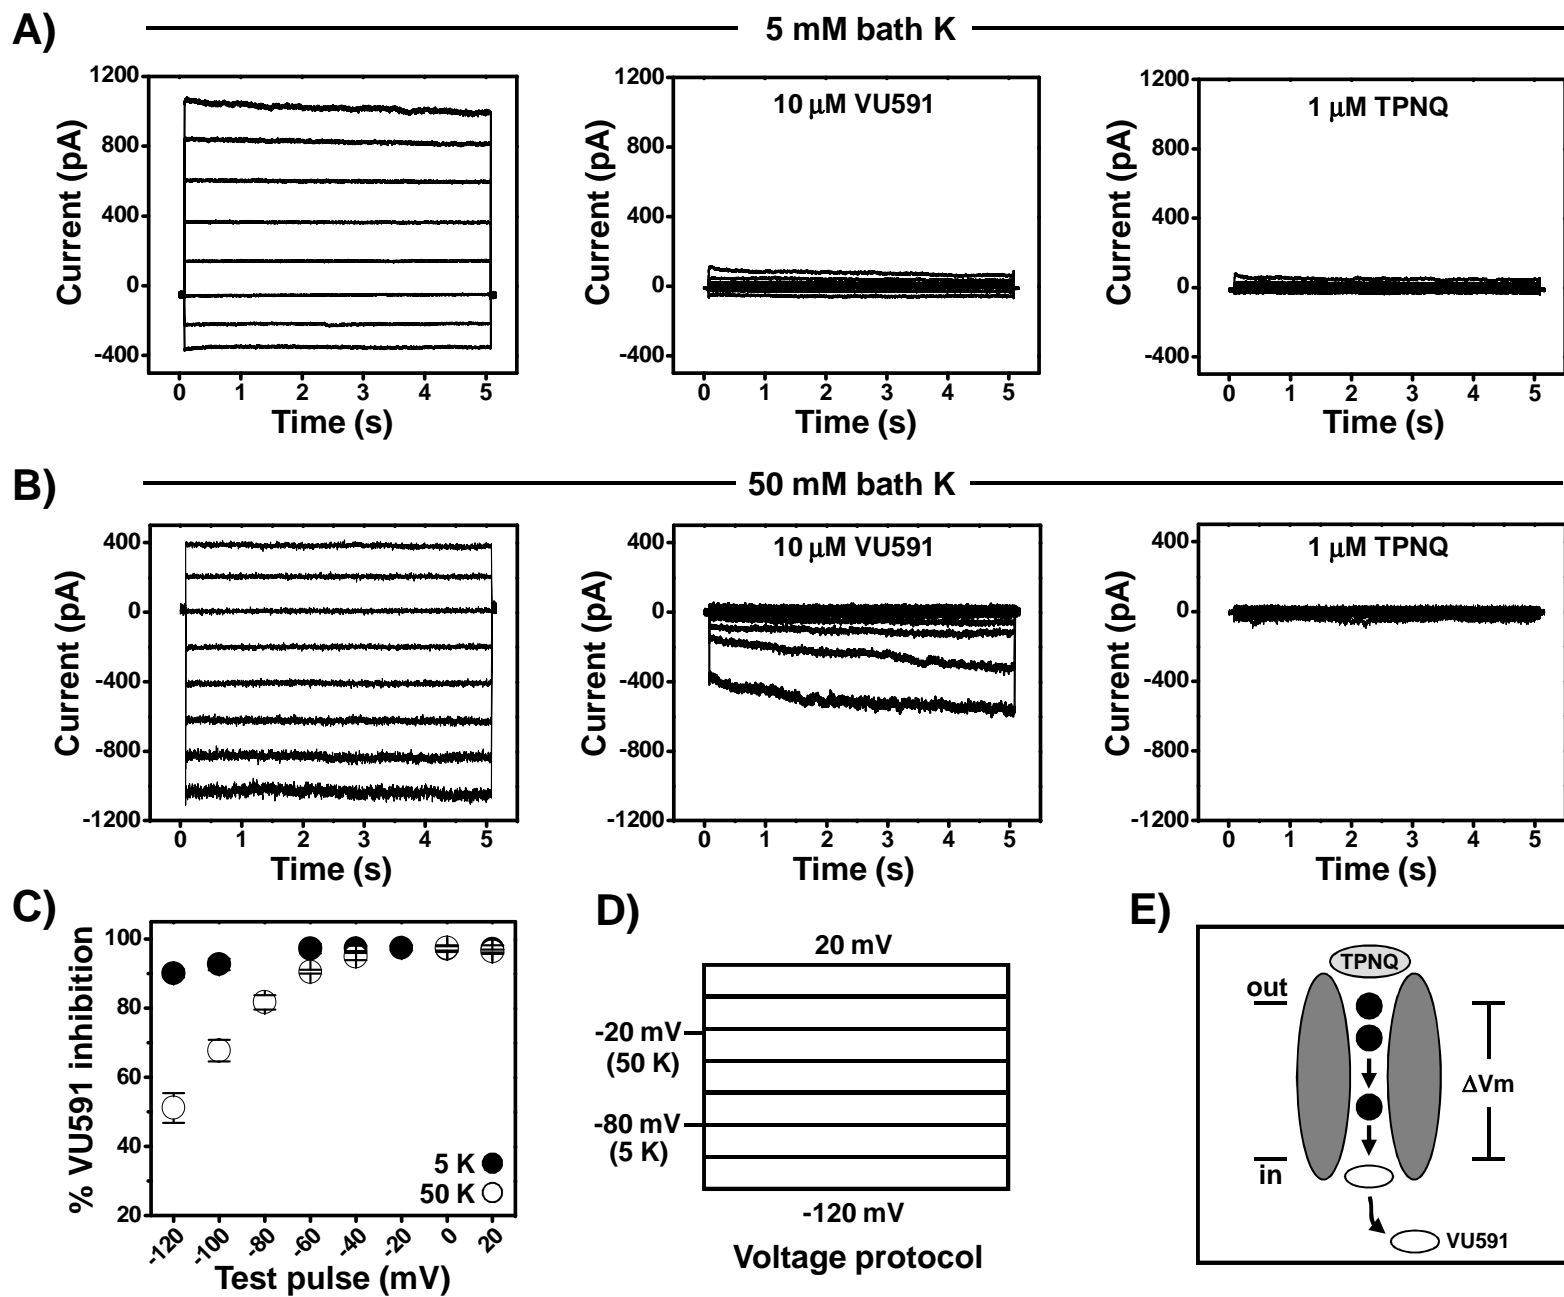 A)
5 mM bath K
1200
800
400
0
-400
Current (pA)
0 1 2 3 4 5
Time (s)
10 μM VU591
1200
800
400
0
-400
Current (pA)
0 1 2 3 4 5
Time (s)
1 μM TPNQ
1200
800
400
0
-400
Current (pA)
0 1 2 3 4 5
Time (s)
B)
50 mM bath K
400
0
-400
-800
-1200
Current (pA)
0 1 2 3 4 5
Time (s)
10 μM VU591
400
0
-400
-800
-1200
Current (pA)
0 1 2 3 4 5
Time (s)
1 μM TPNQ
400
0
-400
-800
-1200
Current (pA)
0 1 2 3 4 5
Time (s)
C)
100
80
60
40
20
% VU591 inhibition
5 K
50 K
-120 -100 -80 -60 -40 -20 0 20
Test pulse (mV)
D)
20 mV
-20 mV
(50 K)
-80 mV
(5 K)
-120 mV
Voltage protocol
E)
TPNQ
out
ΔVm
in
VU591